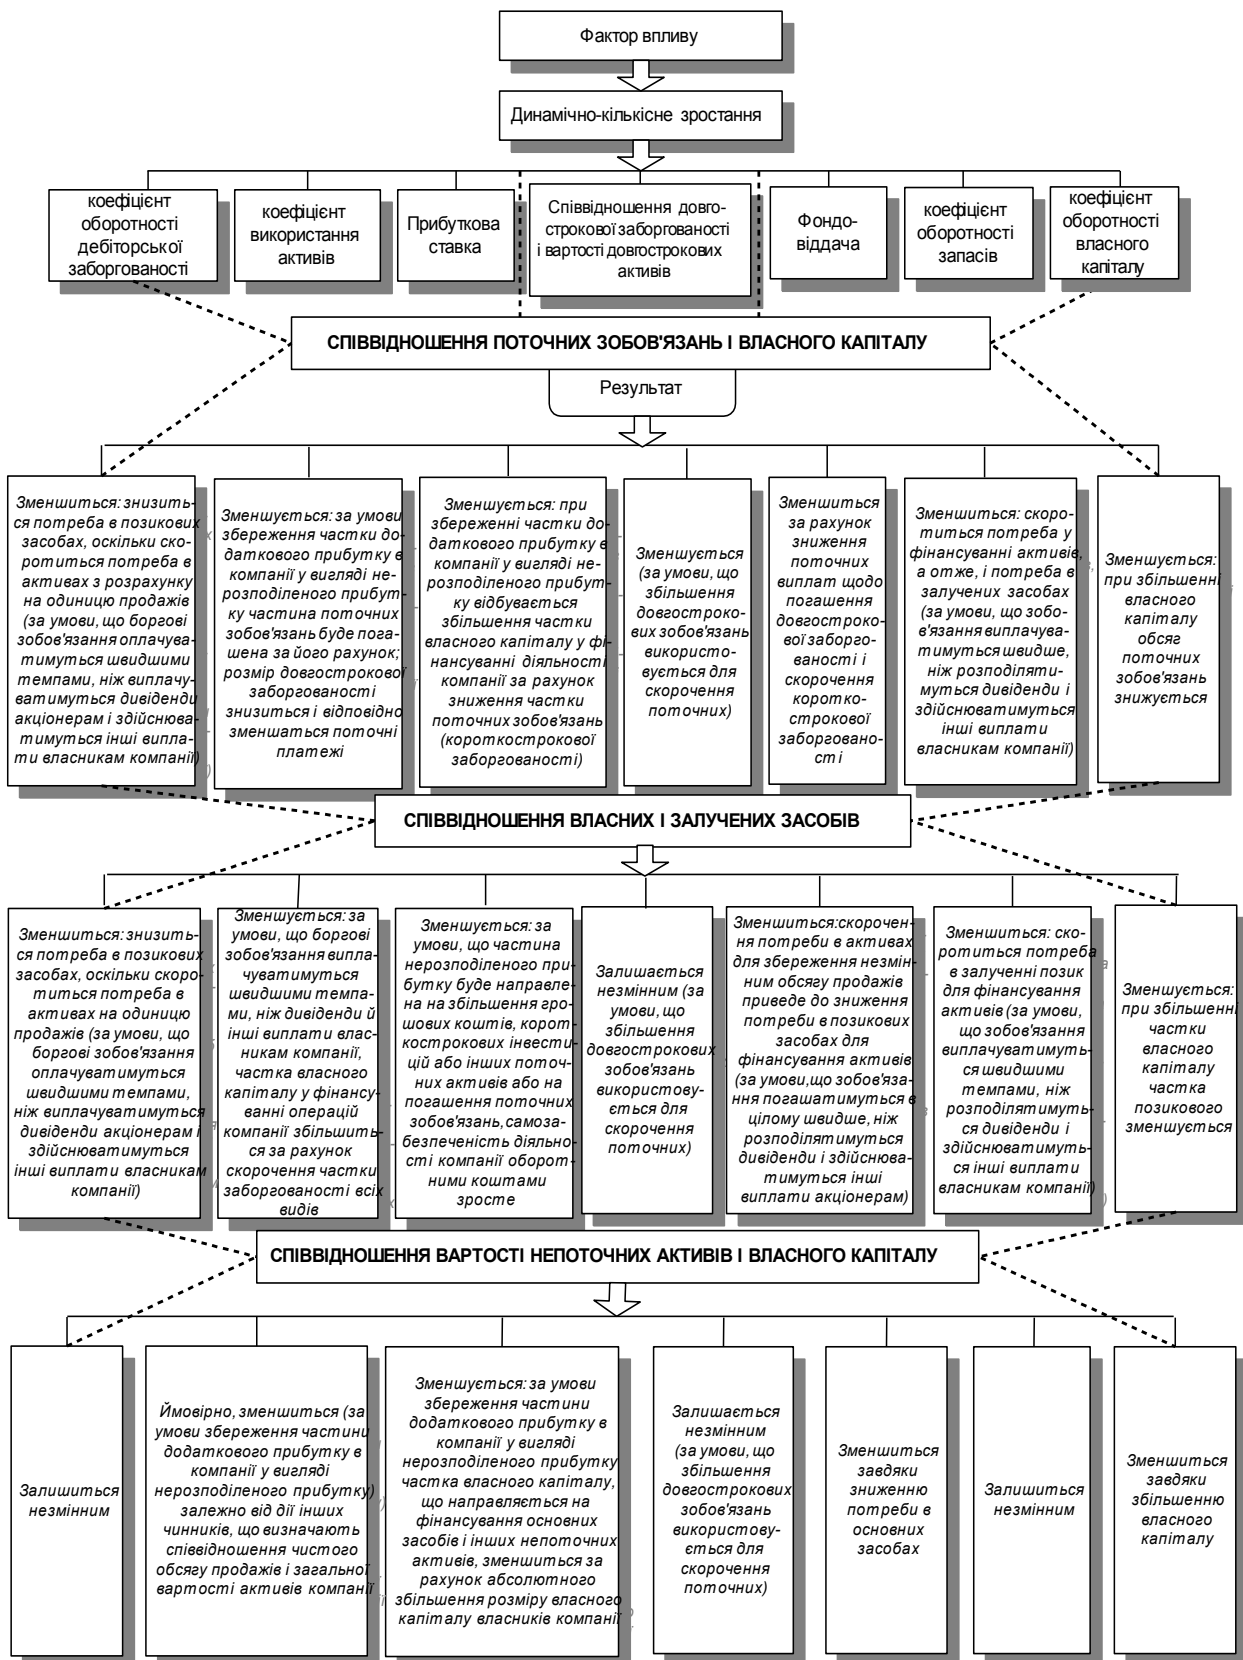 Фактор впливу
Динамічно-кількісне зростання
коефіцієнт
оборотності
дебіторської
заборгованості
коефіцієнт
використання
активів
Прибуткова
ставка
Співвідношення довго-
строкової заборгованості
і вартості довгострокових
активів
Фондо-
віддача
коефіцієнт
оборотності
запасів
коефіцієнт
оборотності
власного
капіталу
СПІВВІДНОШЕННЯ ПОТОЧНИХ ЗОБОВ'ЯЗАНЬ І ВЛАСНОГО КАПІТАЛУ
Результат
Зменшиться: знизить-
ся потреба в позикових
засобах, оскільки ско-
ротиться потреба в
активах з розрахунку
на одиницю продажів
(за умови, що боргові
зобов'язання оплачува-
тимуться швидшими
темпами, ніж виплачу-
ватимуться дивіденди
акціонерам і здійснюва-
тимуться інші випла-
ти власникам компанії)
Зменшується: за умови
збереження частки до-
даткового прибутку в
компанії у вигляді не-
розподіленого прибут-
ку частина поточних
зобов'язань буде пога-
шена за його рахунок;
розмір довгострокової
заборгованості
знизиться і відповідно
зменшаться поточні
платежі
Зменшується: при
збереженні частки до-
даткового прибутку в
компанії у вигляді не-
розподіленого прибут-
ку відбувається
збільшення частки
власного капіталу у фі-
нансуванні діяльності
компанії за рахунок
зниження частки
поточних зобов'язань
(короткострокової
заборгованості)
Зменшується
(за умови, що
збільшення
довгостроко-
вих зобов'язань
використо-
вується для
скорочення
поточних)
Зменшиться
за рахунок
зниження
поточних
виплат щодо
погашення
довгостро-
кової заборго-
ваності і
скорочення
коротко-
строкової
заборговано-
сті
Зменшиться: скоро-
титься потреба у
фінансуванні активів,
а отже, і потреба в
залучених засобах
(за умови, що зобо-
в'язання виплачува-
тимуться швидше,
ніж розподіляти-
муться дивіденди і
здійснюватимуться
інші виплати
власникам компанії)
Зменшується:
при збільшенні
власного
капіталу
обсяг
поточних
зобов'язань
знижується
СПІВВІДНОШЕННЯ ВЛАСНИХ І ЗАЛУЧЕНИХ ЗАСОБІВ
Зменшиться: знизить-
ся потреба в позикових
засобах, оскільки скоро-
титься потреба в
активах на одиницю
продажів (за умови, що
боргові зобов'язання
оплачуватимуться
швидшими темпами,
ніж виплачуватимуться
дивіденди акціонерам і
здійснюватимуться
інші виплати власникам
компанії)
Зменшується: за
умови, що боргові
зобов'язання випла-
чуватимуться
швидшими темпа-
ми, ніж дивіденди й
інші виплати влас-
никам компанії,
частка власного
капіталу у фінансу-
ванні операцій
компанії збільшить-
ся за рахунок
скорочення частки
заборгованості всіх
видів
Зменшується: за
умови, що частина
нерозподіленого при-
бутку буде направле-
на на збільшення гро-
шових коштів, корот-
кострокових інвести-
цій або інших поточ-
них активів або на
погашення поточних
зобов'язань, самоза-
безпеченість діяльно-
сті компанії оборот-
ними коштами
зросте
Залишається
незмінним (за
умови, що
збільшення
довгострокових
зобов'язань
використову-
ється для
скорочення
поточних)
Зменшиться:скорочен-
ня потреби в активах
для збереження незмін-
ним обсягу продажів
приведе до зниження
потреби в позикових
засобах для
фінансування активів
(за умови,що зобов'яза-
ння погашатимуться в
цілому швидше, ніж
розподілятимуться
дивіденди і здійснюва-
тимуться інші
виплати акціонерам)
Зменшиться: ско-
ротиться потреба
в залученні позик
для фінансування
активів (за умови,
що зобов'язання
виплачуватимуть-
ся швидшими
темпами, ніж
розподілятимуть-
ся дивіденди і
здійснюватимуть-
ся інші виплати
власникам компанії)
Зменшується:
при збільшенні
частки
власного
капіталу
частка
позикового
зменшується
СПІВВІДНОШЕННЯ ВАРТОСТІ НЕПОТОЧНИХ АКТИВІВ І ВЛАСНОГО КАПІТАЛУ
Залишиться
незмінним
Ймовірно, зменшиться (за
умови збереження частини
додаткового прибутку в
компанії у вигляді
нерозподіленого прибутку)
залежно від дії інших
чинників, що визначають
співвідношення чистого
обсягу продажів і загальної
вартості активів компанії
Зменшується: за умови
збереження частини
додаткового прибутку в
компанії у вигляді
нерозподіленого прибутку
частка власного капіталу,
що направляється на
фінансування основних
засобів і інших непоточних
активів, зменшиться за
рахунок абсолютного
збільшення розміру власного
капіталу власників компанії
Залишається
незмінним
(за умови, що
збільшення
довгострокових
зобов'язань
використову-
ється для
скорочення
поточних)
Зменшиться
завдяки
зниженню
потреби в
основних
засобах
Залишиться
незмінним
Зменшиться
завдяки
збільшенню
власного
капіталу